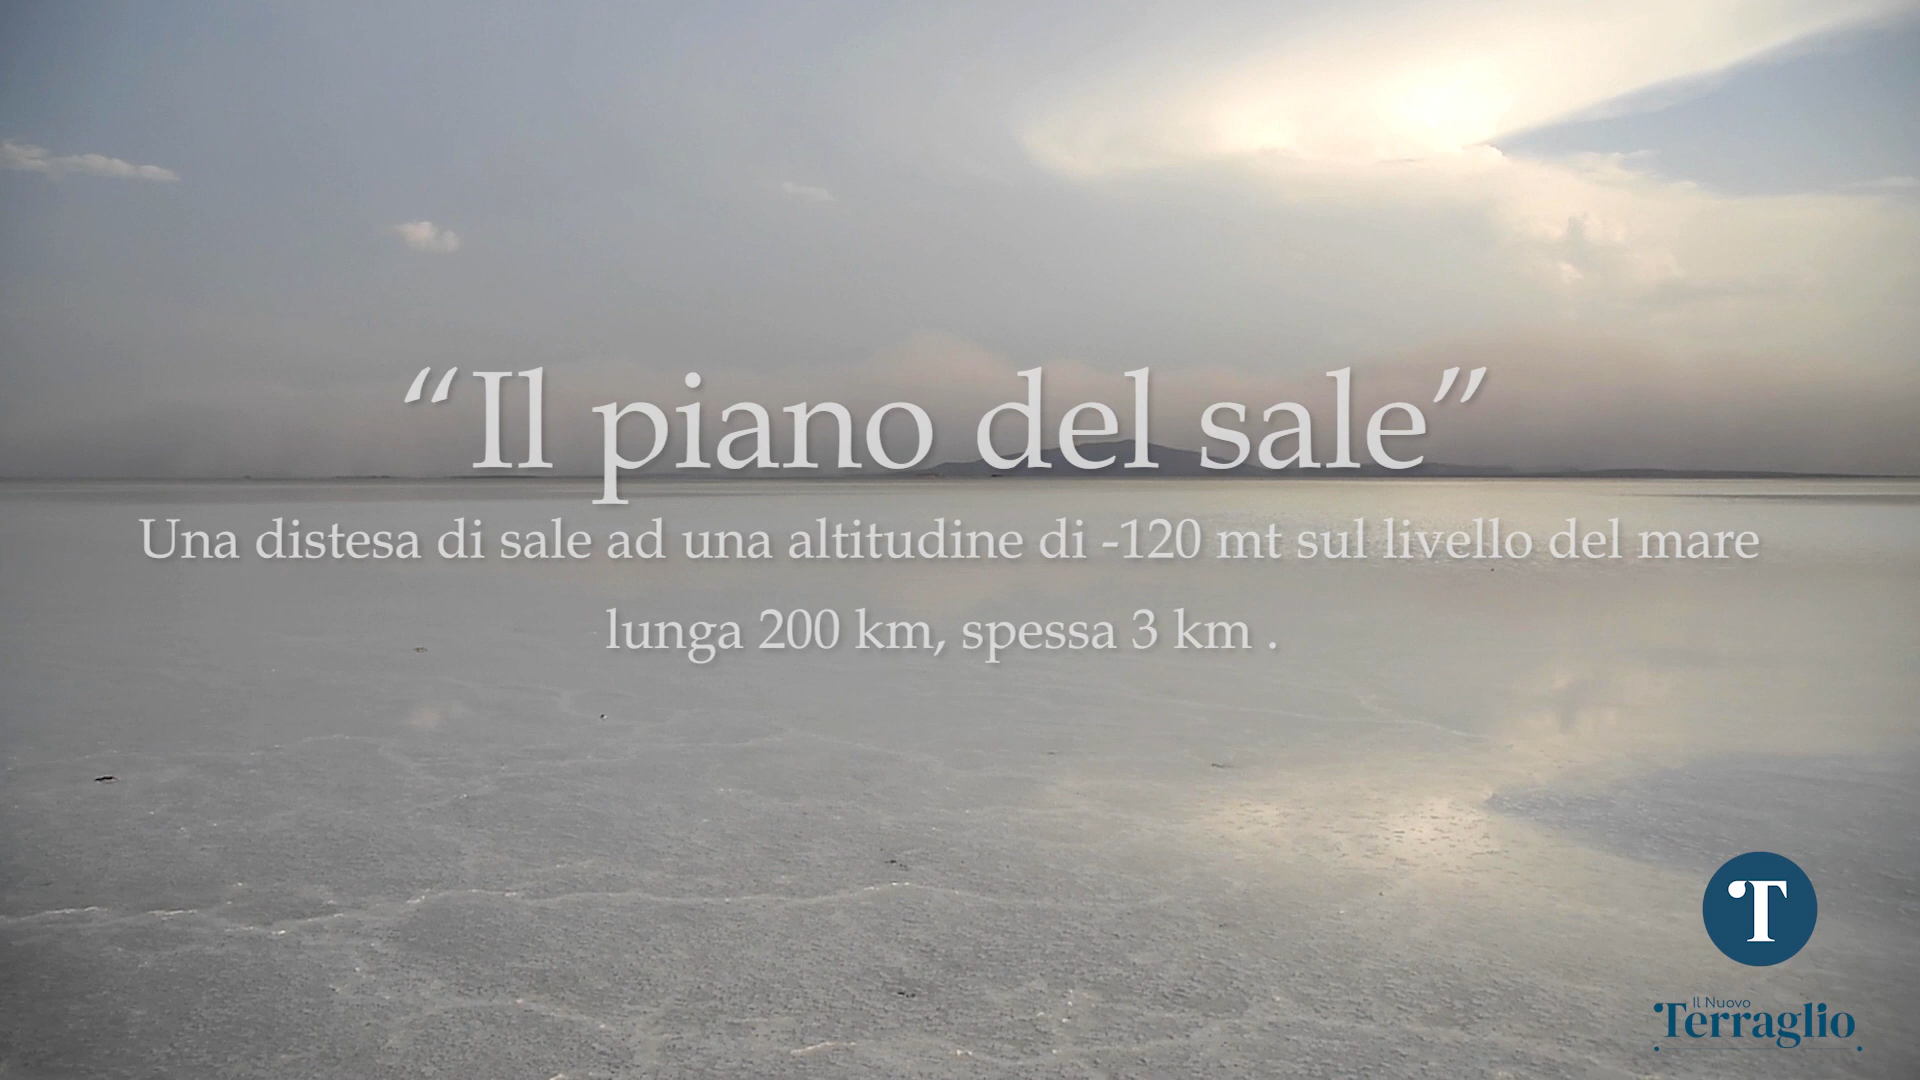 “Il piano del sale”
Una distesa di sale ad una altitudine di -120 mt sul livello del mare
lunga 200 km, spessa 3 km .
T
Il Nuovo
Terraglio